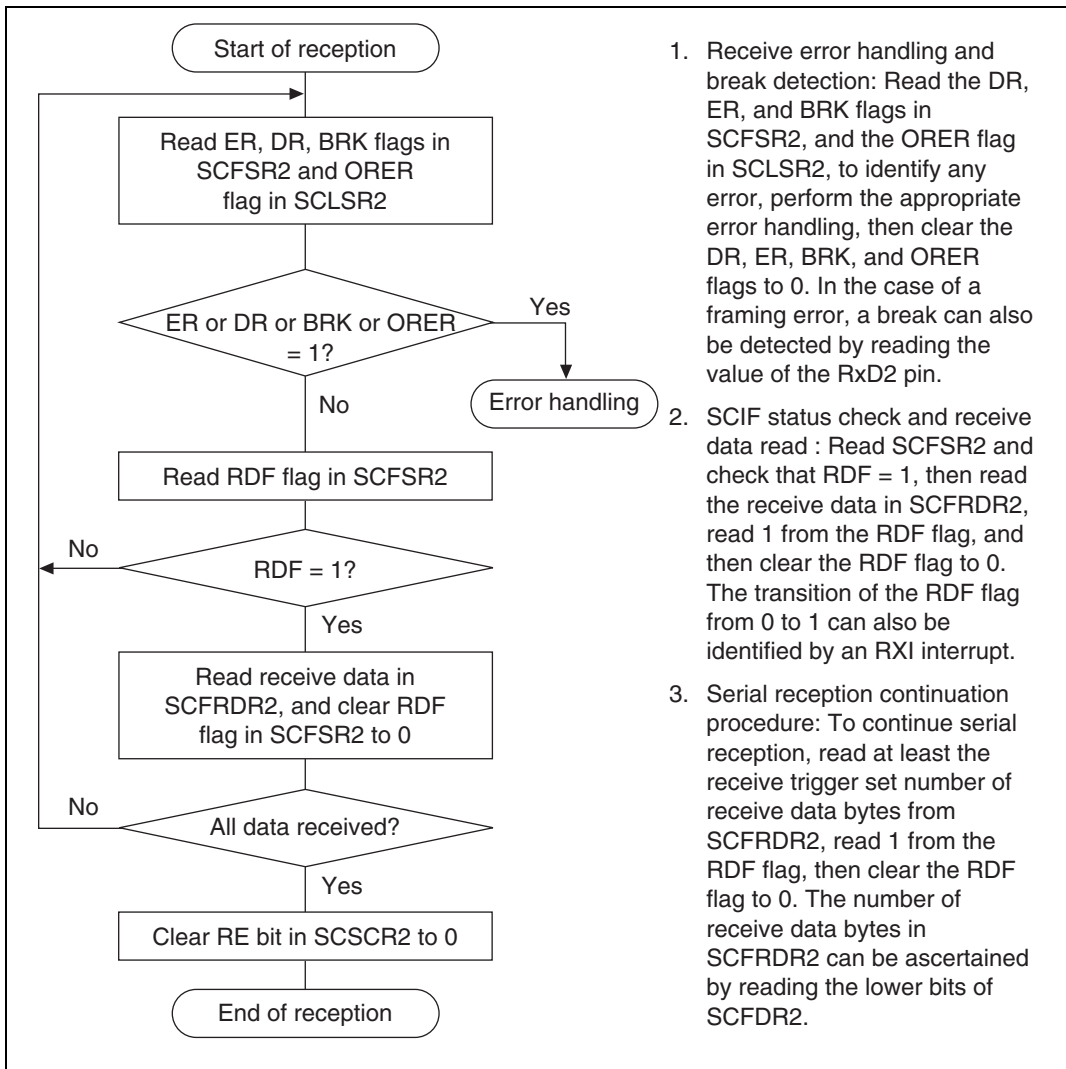 Start of reception
Read ER, DR, BRK flags in
SCFSR2 and ORER
flag in SCLSR2
ER or DR or BRK or ORER
= 1?
Yes
Error handling
No
Read RDF flag in SCFSR2
No
RDF = 1?
Yes
Read receive data in
SCFRDR2, and clear RDF
flag in SCFSR2 to 0
No
All data received?
Yes
Clear RE bit in SCSCR2 to 0
End of reception
1. Receive error handling and
break detection: Read the DR,
ER, and BRK flags in
SCFSR2, and the ORER flag
in SCLSR2, to identify any
error, perform the appropriate
error handling, then clear the
DR, ER, BRK, and ORER
flags to 0. In the case of a
framing error, a break can also
be detected by reading the
value of the RxD2 pin.
2. SCIF status check and receive
data read : Read SCFSR2 and
check that RDF = 1, then read
the receive data in SCFRDR2,
read 1 from the RDF flag, and
then clear the RDF flag to 0.
The transition of the RDF flag
from 0 to 1 can also be
identified by an RXI interrupt.
3. Serial reception continuation
procedure: To continue serial
reception, read at least the
receive trigger set number of
receive data bytes from
SCFRDR2, read 1 from the
RDF flag, then clear the RDF
flag to 0. The number of
receive data bytes in
SCFRDR2 can be ascertained
by reading the lower bits of
SCFDR2.